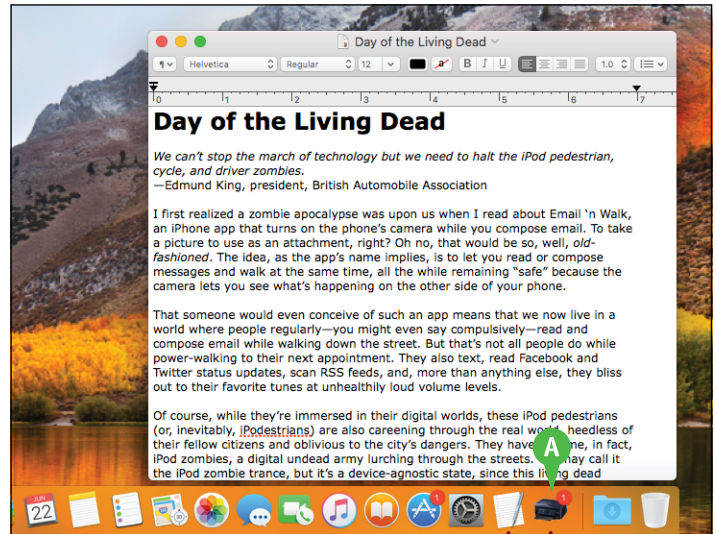 Day of the Living Dead
Helvetica Regular 12 B I U 1.0
0 1 2 3 4 5 6 7
Day of the Living Dead
We can't stop the march of technology but we need to halt the iPod pedestrian,
cycle, and driver zombies.
—Edmund King, president, British Automobile Association
I first realized a zombie apocalypse was upon us when I read about Email 'n Walk,
an iPhone app that turns on the phone's camera while you compose email. To take
a picture to use as an attachment, right? Oh no, that would be so, well, old-
fashioned. The idea, as the app's name implies, is to let you read or compose
messages and walk at the same time, all the while remaining “safe” because the
camera lets you see what's happening on the other side of your phone.
That someone would even conceive of such an app means that we now live in a
world where people regularly—you might even say compulsively—read and
compose email while walking down the street. But that's not all people do while
power-walking to their next appointment. They also text, read Facebook and
Twitter status updates, scan RSS feeds, and, more than anything else, they bliss
out to their favorite tunes at unhealthily loud volume levels.
Of course, while they're immersed in their digital worlds, these iPod pedestrians
(or, inevitably, iPodestrians) are also careening through the real world, heedless of
their fellow citizens and oblivious to the city's dangers. They have me, in fact,
iPod zombies, a digital undead army lurching through the streets. ay call it
the iPod zombie trance, but it's a device-agnostic state, since this living dead
A
JUN
22
1
1